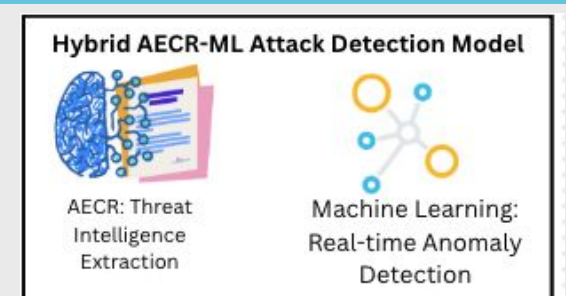 Hybrid AECR-ML Attack Detection Model
AECR: Threat
Intelligence
Extraction
Machine Learning:
Real-time Anomaly
Detection